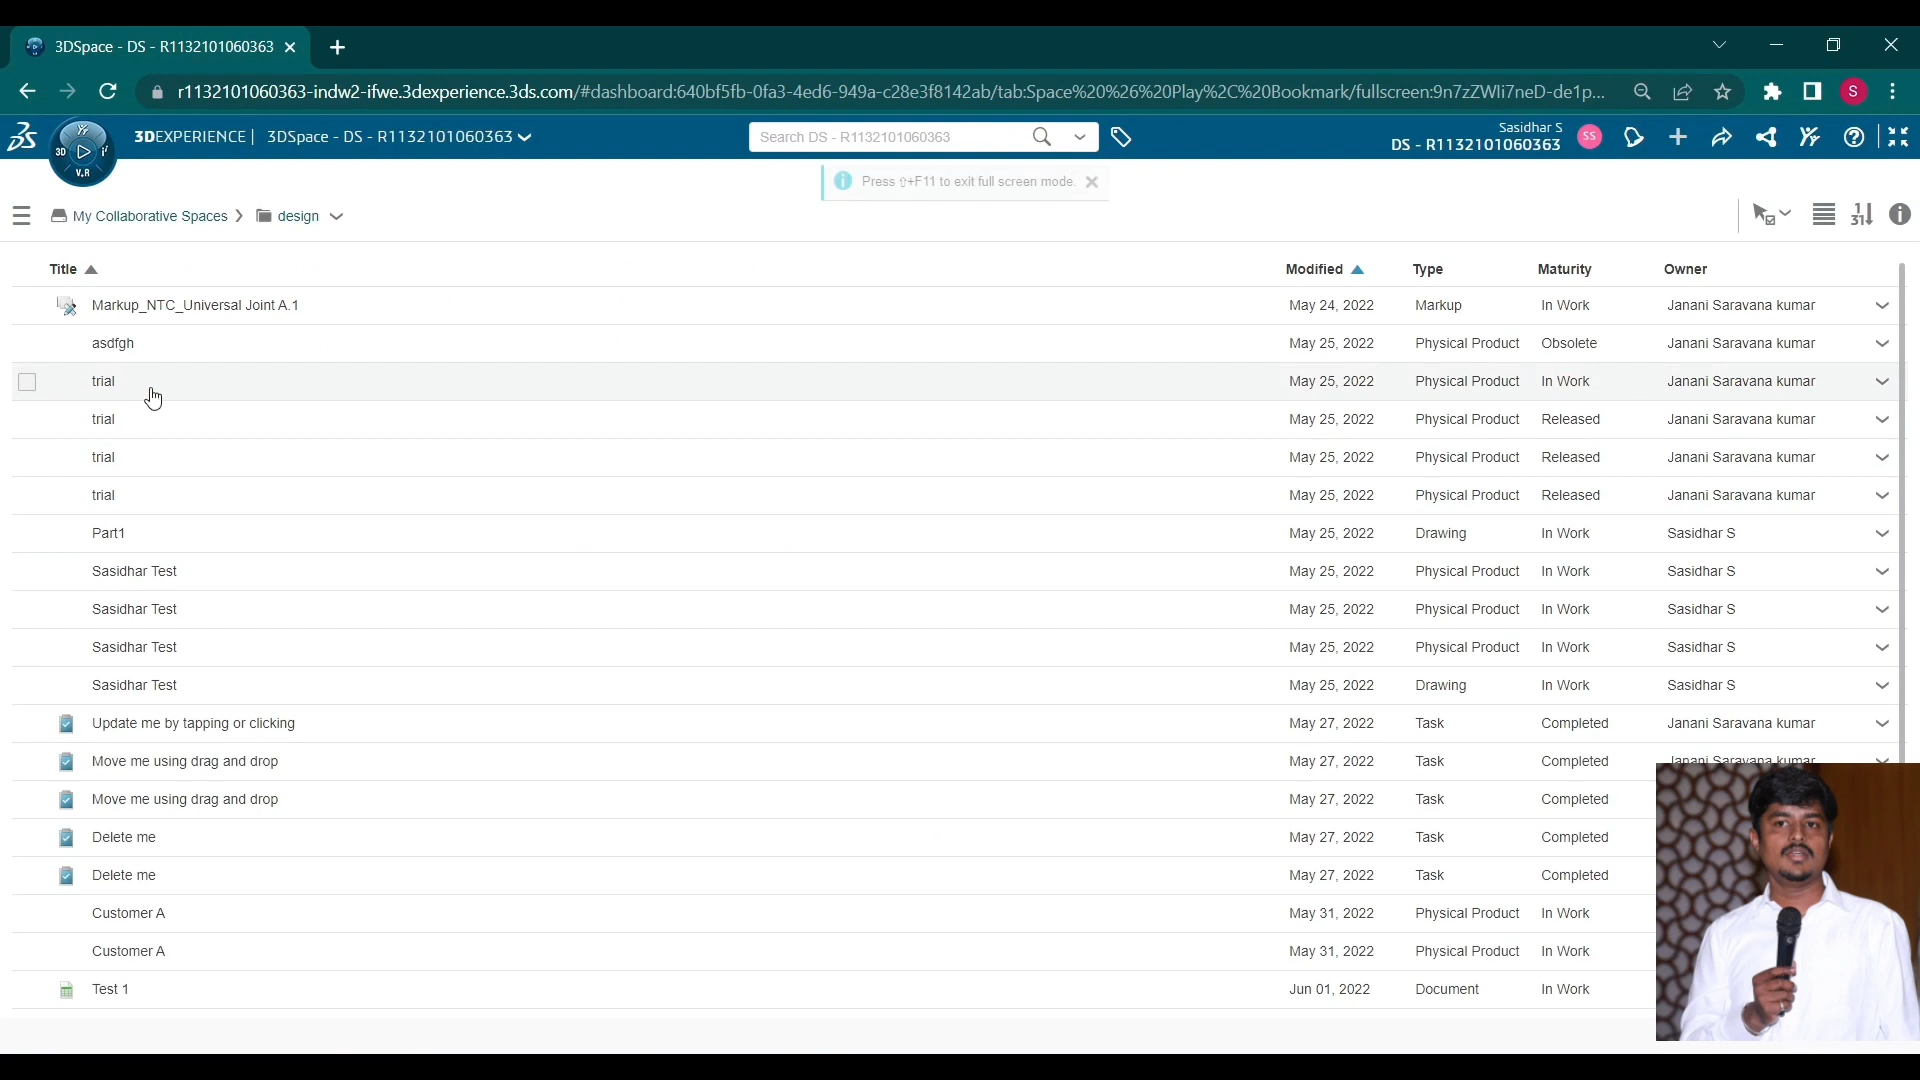 3DSpace - DS - R1132101060363
r1132101060363-indw2-ifwe.3dexperience.3ds.com/#dashboard:640bf5fb-0fa3-4ed6-949a-c28e3f8142ab/tab:Space%20%26%20Play%2C%20Bookmark/fullscreen:9n7zZWIi7neD-de1p...
S
3DEXPERIENCE | 3DSpace - DS - R1132101060363
3D
V.R
Search DS - R1132101060363
Sasidhar S
DS - R1132101060363
SS
Press ⇧+F11 to exit full screen mode.
My Collaborative Spaces > design
Title Modified Type Maturity Owner
Markup_NTC_Universal Joint A.1 May 24, 2022 Markup In Work Janani Saravana kumar
asdfgh May 25, 2022 Physical Product Obsolete Janani Saravana kumar
trial May 25, 2022 Physical Product In Work Janani Saravana kumar
trial May 25, 2022 Physical Product Released Janani Saravana kumar
trial May 25, 2022 Physical Product Released Janani Saravana kumar
trial May 25, 2022 Physical Product Released Janani Saravana kumar
Part1 May 25, 2022 Drawing In Work Sasidhar S
Sasidhar Test May 25, 2022 Physical Product In Work Sasidhar S
Sasidhar Test May 25, 2022 Physical Product In Work Sasidhar S
Sasidhar Test May 25, 2022 Physical Product In Work Sasidhar S
Sasidhar Test May 25, 2022 Drawing In Work Sasidhar S
Update me by tapping or clicking May 27, 2022 Task Completed Janani Saravana kumar
Move me using drag and drop May 27, 2022 Task Completed Janani Saravana kumar
Move me using drag and drop May 27, 2022 Task Completed
Delete me May 27, 2022 Task Completed
Delete me May 27, 2022 Task Completed
Customer A May 31, 2022 Physical Product In Work
Customer A May 31, 2022 Physical Product In Work
Test 1 Jun 01, 2022 Document In Work